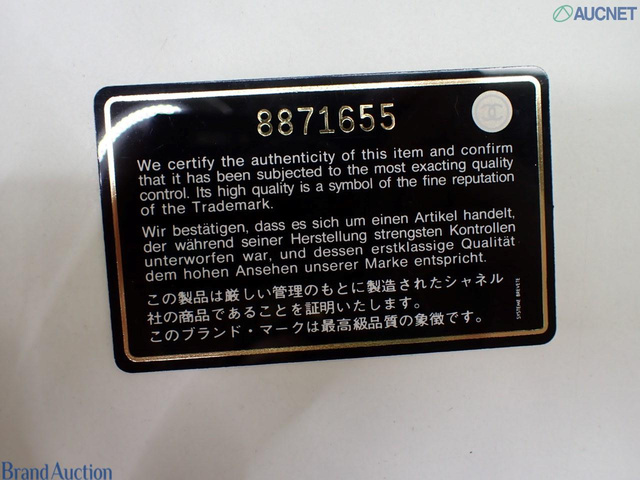 AUCNET
8871655
We certify the authenticity of this item and confirm
that it has been subjected to the most exacting quality
control. Its high quality is a symbol of the fine reputation
of the Trademark.
Wir bestätigen, dass es sich um einen Artikel handelt,
der während seiner Herstellung strengsten Kontrollen
unterworfen war, und dessen erstklassige Qualität
dem hohen Ansehen unserer Marke entspricht.
この製品は厳しい管理のもとに製造されたシャネル
社の商品であることを証明いたします。
このブランド・マークは最高級品質の象徴です。
SYSTEME BREVETE
Brand Auction